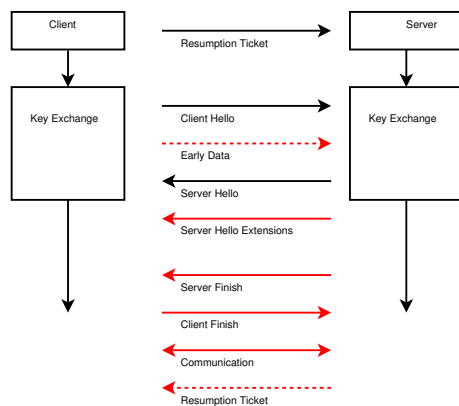 Client
Server
Resumption Ticket
Key Exchange
Key Exchange
Client Hello
Early Data
Server Hello
Server Hello Extensions
Server Finish
Client Finish
Communication
Resumption Ticket